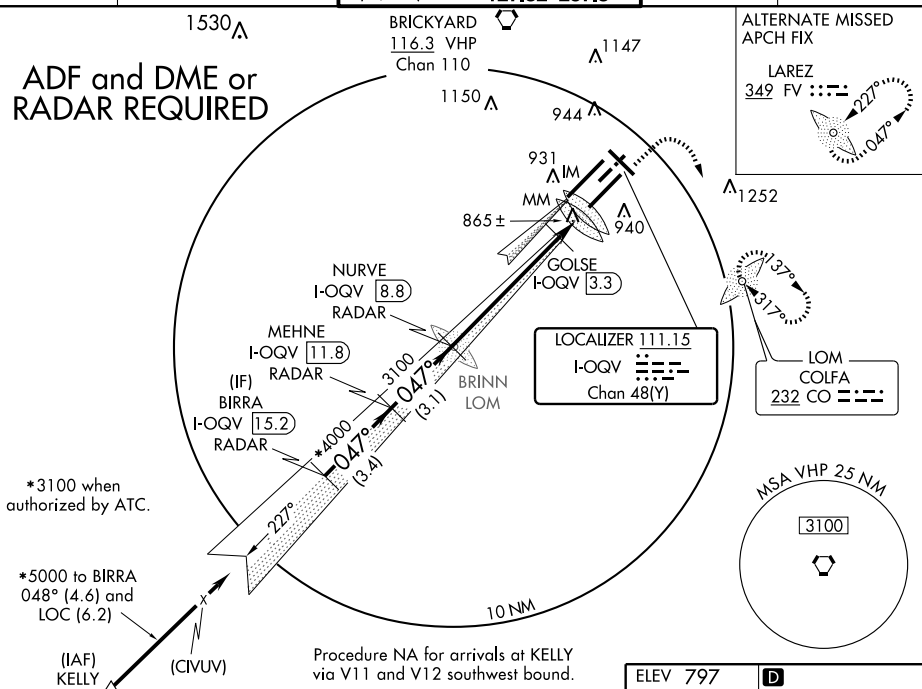 1530
BRICKYARD
116.3 VHP
Chan 110
1147
ALTERNATE MISSED
APCH FIX
LAREZ
349 FV
227°
047°
ADF and DME or
RADAR REQUIRED
1150
944
931
IM
MM
1252
865±
940
GOLSE
I-OQV 3.3
NURVE
I-OQV 8.8
RADAR
137°
317°
MEHNE
I-OQV 11.8
RADAR
LOCALIZER 111.15
I-OQV
Chan 48(Y)
LOM
COLFA
232 CO
3100
047°
(3.1)
BRINN
LOM
(IF)
BIRRA
I-OQV 15.2
RADAR
*4000
047°
(3.4)
*3100 when
authorized by ATC.
227°
MSA VHP 25 NM
3100
*5000 to BIRRA
048° (4.6) and
LOC (6.2)
10 NM
x
(IAF)
KELLY
(CIVUV)
Procedure NA for arrivals at KELLY
via V11 and V12 southwest bound.
ELEV 797
D